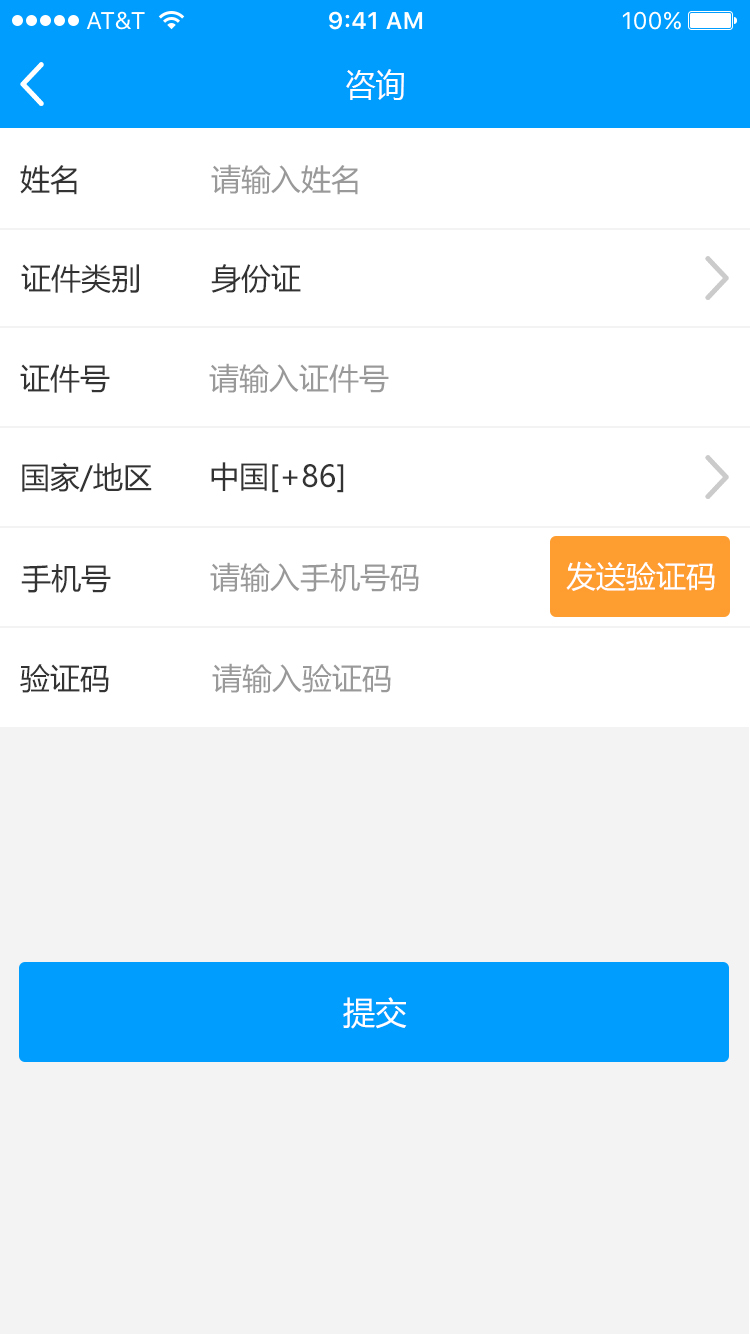 AT&T 9:41 AM 100%
咨询
姓名 请输入姓名
证件类别 身份证
证件号 请输入证件号
国家/地区 中国[+86]
手机号 请输入手机号码 发送验证码
验证码 请输入验证码
提交